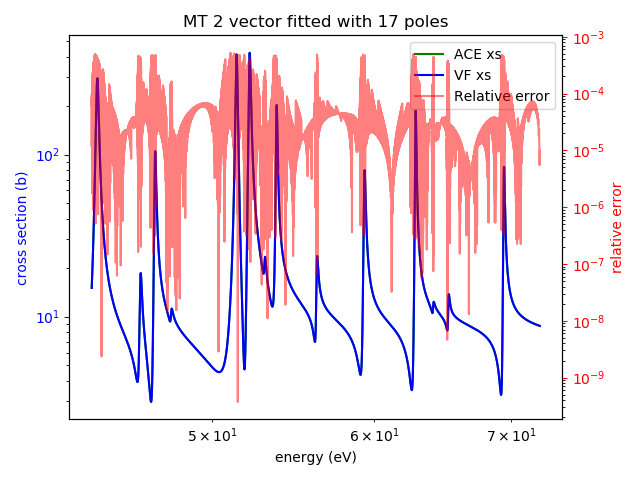 MT 2 vector fitted with 17 poles
ACE xs
VF xs
Relative error
cross section (b)
10²
10¹
10⁻³
10⁻⁴
10⁻⁵
10⁻⁶
10⁻⁷
10⁻⁸
10⁻⁹
relative error
5 × 10¹ 6 × 10¹ 7 × 10¹
energy (eV)